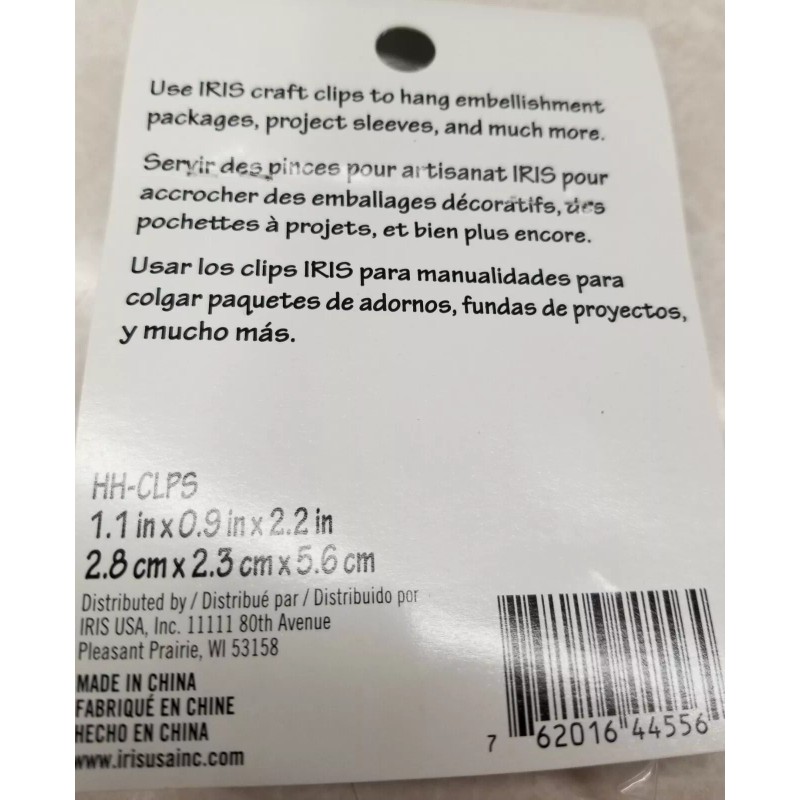 Use IRIS craft clips to hang embellishment
packages, project sleeves, and much more.
Servir des pinces pour artisanat IRIS pour
accrocher des emballages décoratifs, des
pochettes à projets, et bien plus encore.
Usar los clips IRIS para manualidades para
colgar paquetes de adornos, fundas de proyectos,
y mucho más.
HH-CLPS
1.1 in x 0.9 in x 2.2 in
2.8 cm x 2.3 cm x 5.6 cm
Distributed by / Distribué par / Distribuido por
IRIS USA, Inc. 11111 80th Avenue
Pleasant Prairie, WI 53158
MADE IN CHINA
FABRIQUÉ EN CHINE
HECHO EN CHINA
www.irisusainc.com
7 62016 44556